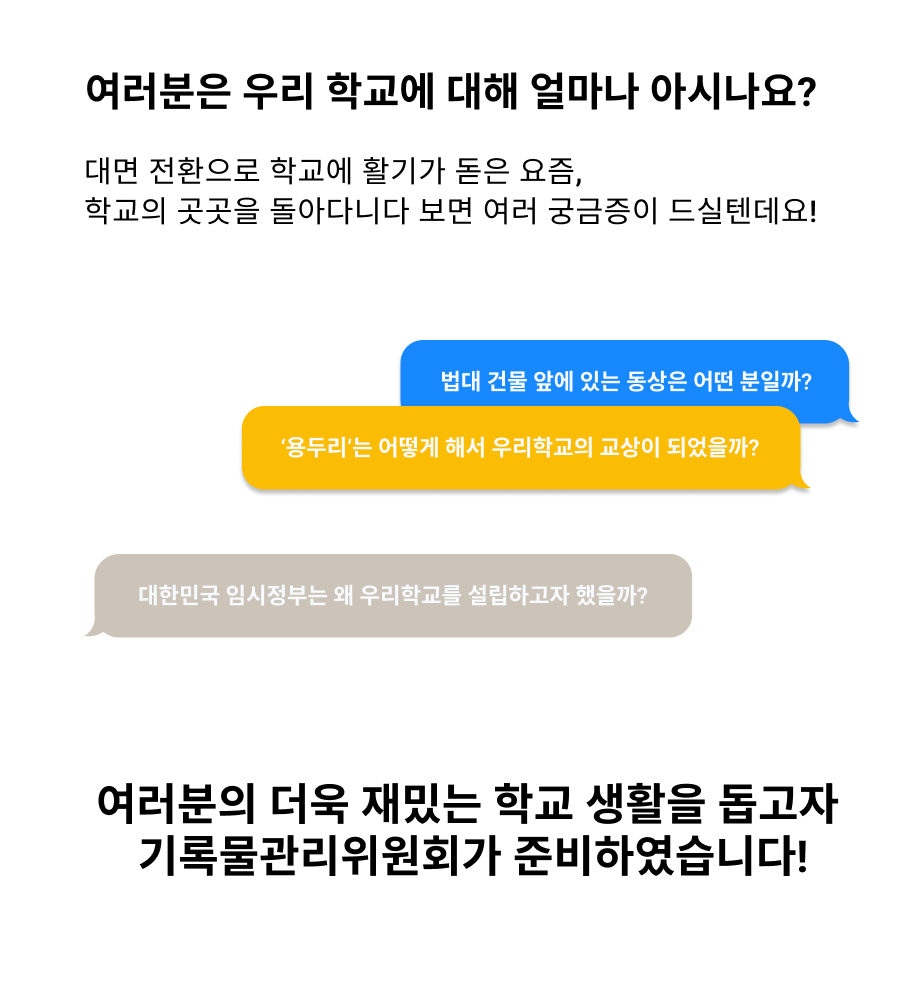 여러분은 우리 학교에 대해 얼마나 아시나요?
대면 전환으로 학교에 활기가 돋은 요즘,
학교의 곳곳을 돌아다니다 보면 여러 궁금증이 드실텐데요!
법대 건물 앞에 있는 동상은 어떤 분일까?
‘용두리’는 어떻게 해서 우리학교의 교상이 되었을까?
대한민국 임시정부는 왜 우리학교를 설립하고자 했을까?
여러분의 더욱 재밌는 학교 생활을 돕고자
기록물관리위원회가 준비하였습니다!